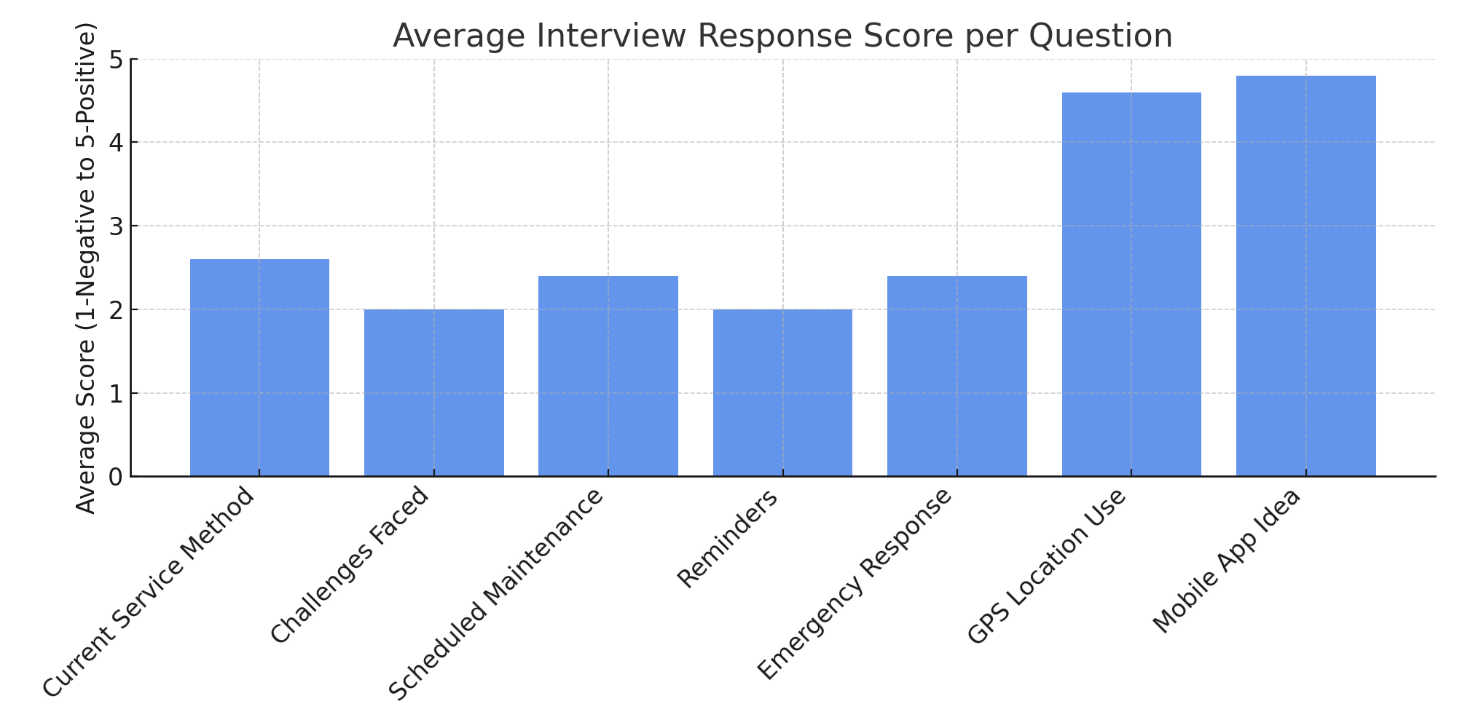 Average Interview Response Score per Question
Average Score (1-Negative to 5-Positive)
5
4
3
2
1
0
Current Service Method
Challenges Faced
Scheduled Maintenance
Reminders
Emergency Response
GPS Location Use
Mobile App Idea